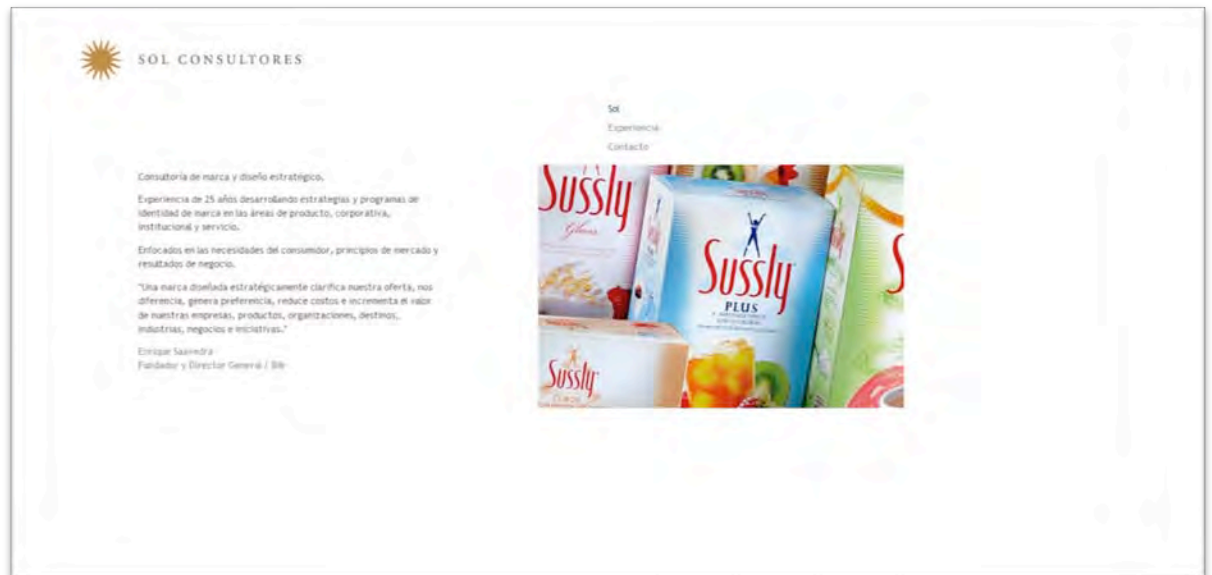 SOL CONSULTORES
Sol
Experiencia
Contacto
Consultoría de marca y diseño estratégico.
Experiencia de 25 años desarrollando estrategias y programas de
identidad de marca en las áreas de producto, corporativa,
institucional y servicio.
Enfocados en las necesidades del consumidor, principios de mercado y
resultados de negocio.
"Una marca diseñada estratégicamente clarifica nuestra oferta, nos
diferencia, genera preferencia, reduce costos e incrementa el valor
de nuestras empresas, productos, organizaciones, destinos,
industrias, negocios e iniciativas."
Enrique Saavedra
Fundador y Director General /
Sussly
Sussly
PLUS
Sussly